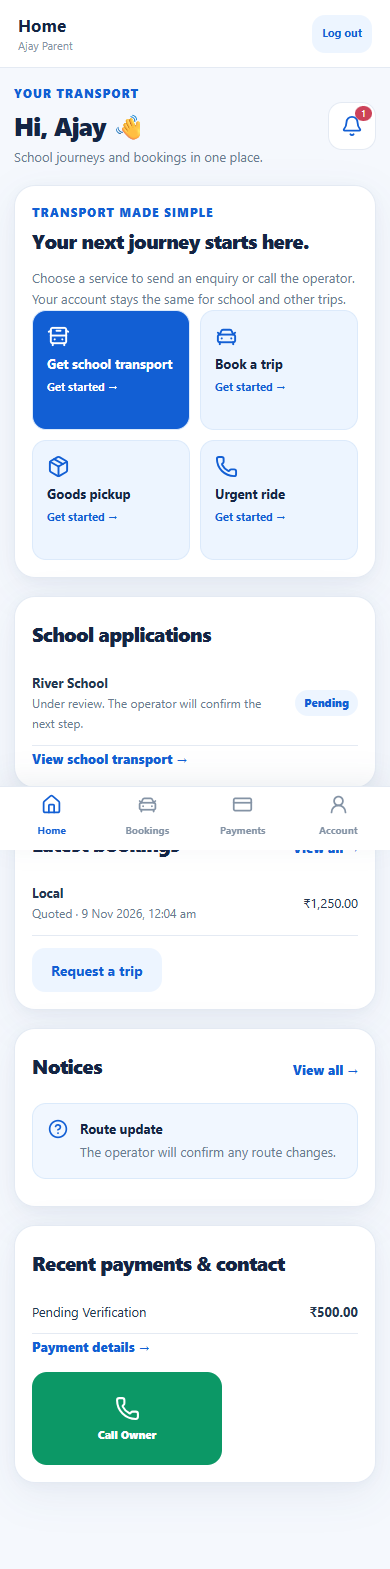 Home
Ajay Parent
Log out
YOUR TRANSPORT
Hi, Ajay 👋
1
School journeys and bookings in one place.
TRANSPORT MADE SIMPLE
Your next journey starts here.
Choose a service to send an enquiry or call the operator.
Your account stays the same for school and other trips.
Get school transport
Get started →
Book a trip
Get started →
Goods pickup
Get started →
Urgent ride
Get started →
School applications
River School
Under review. The operator will confirm the
next step.
Pending
View school transport →
Home
Bookings
Payments
Account
Latest bookings
View all →
Local
Quoted · 9 Nov 2026, 12:04 am
₹1,250.00
Request a trip
Notices
View all →
Route update
The operator will confirm any route changes.
Recent payments & contact
Pending Verification
₹500.00
Payment details →
Call Owner